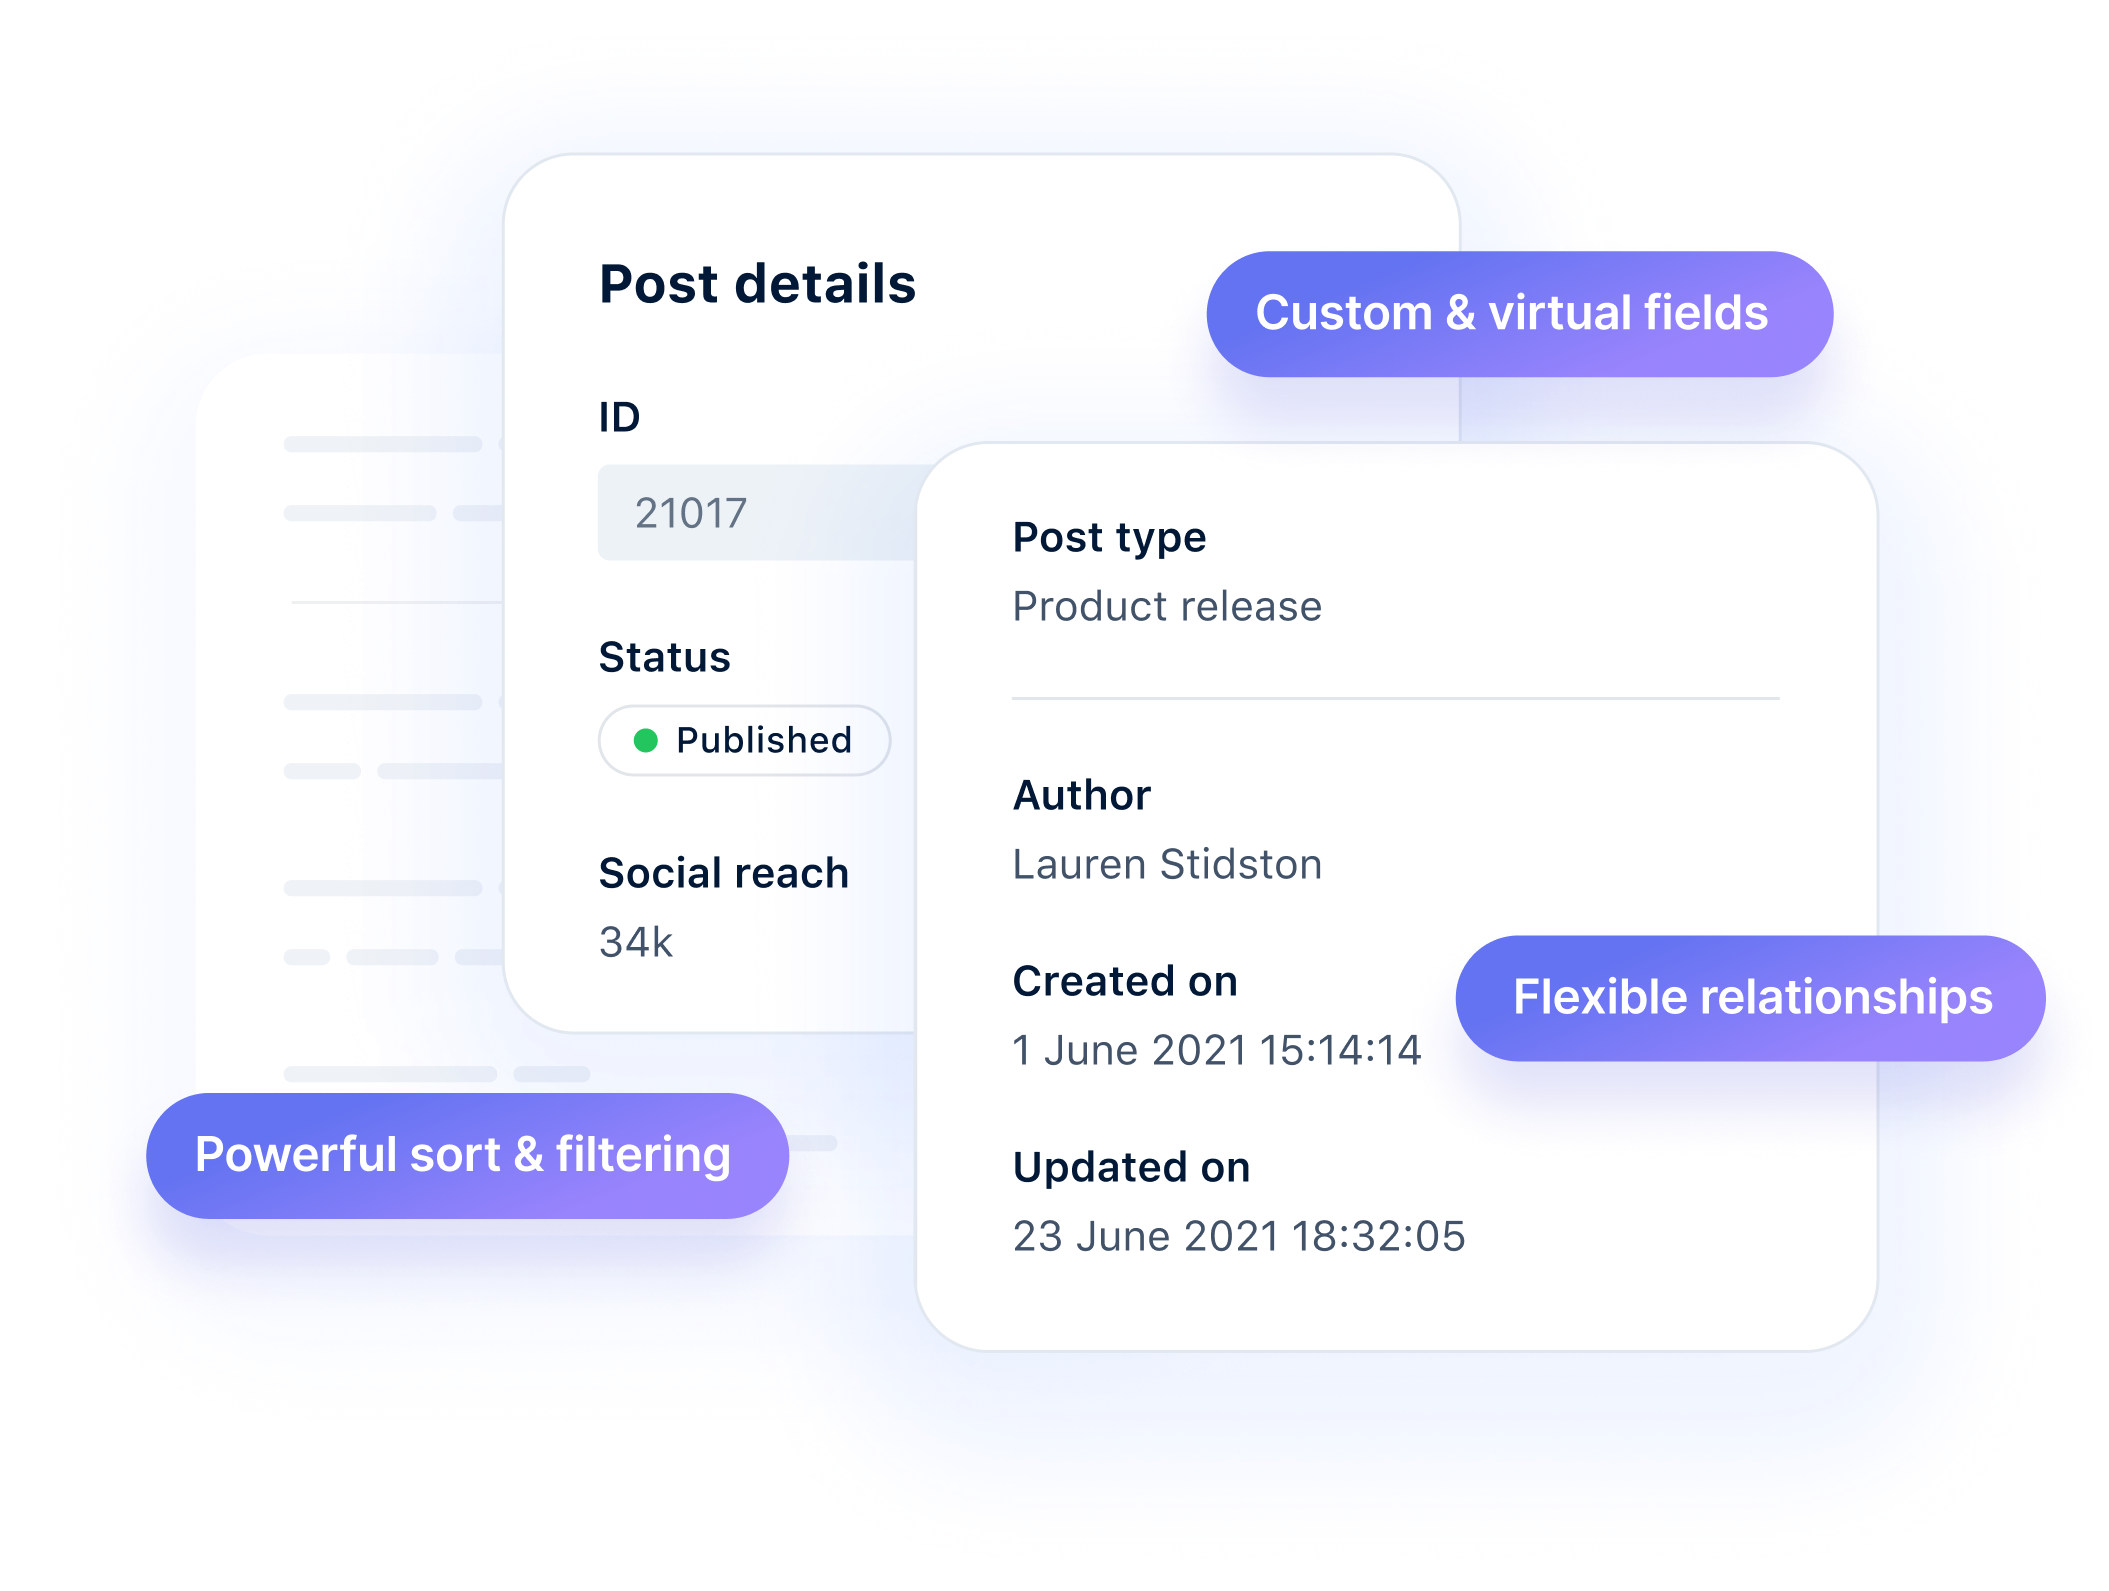 Post details
ID
21017
Status
Published
Social reach
34k
Custom & virtual fields
Post type
Product release
Author
Lauren Stidston
Created on
1 June 2021 15:14:14
Flexible relationships
Updated on
23 June 2021 18:32:05
Powerful sort & filtering